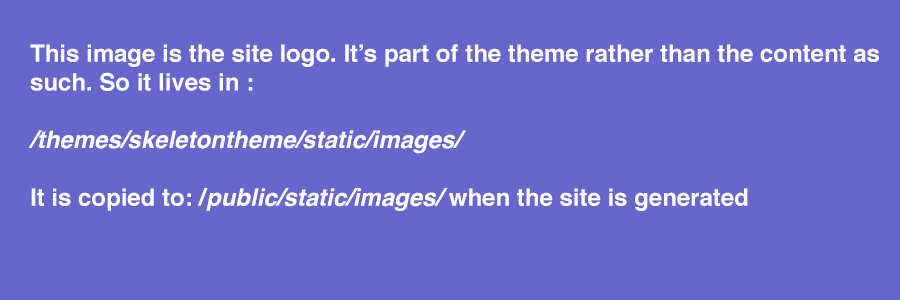 This image is the site logo. It’s part of the theme rather than the content as
such. So it lives in :
/themes/skeletontheme/static/images/
It is copied to: /public/static/images/ when the site is generated